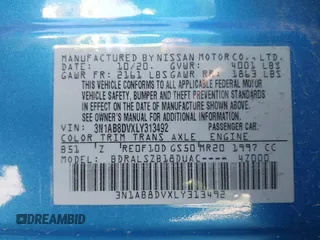 MANUFACTURED BY NISSAN MOTOR CO., LTD.
DATE: 10/20 GVWR: 4001 LBS
GAWR FR: 2161 LBS GAWR RR: 1863 LBS
THIS VEHICLE CONFORMS TO ALL APPLICABLE
FEDERAL MOTOR VEHICLE SAFETY,
BUMPER, AND THEFT PREVENTION STANDARDS
IN EFFECT ON THE DATE OF MANUFACTURE
SHOWN ABOVE.
SEE OWNER'S MANUAL FOR ADDITIONAL INFORMATION
VIN: 3N1AB8DVXLY313492 PASSENGER CAR
COLOR TRIM TRANS AXLE ENGINE
B51 Z RE0F10D GS50 MR20 1997 CC
MODEL: BDRALSZB18DUAC---- 4Z000
3N1AB8DVXLY313492
DREAMBID